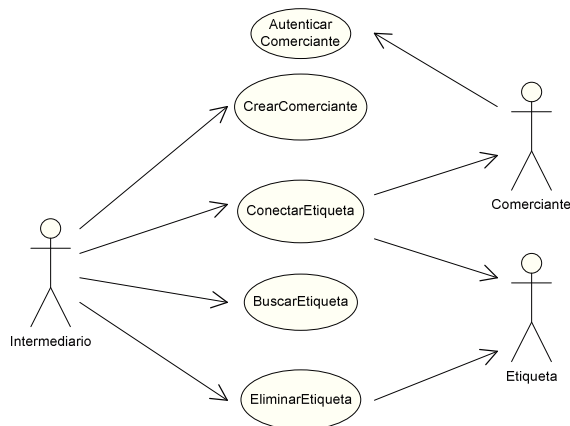 Autenticar
Comerciante
CrearComerciante
Comerciante
ConectarEtiqueta
Intermediario
BuscarEtiqueta
Etiqueta
EliminarEtiqueta